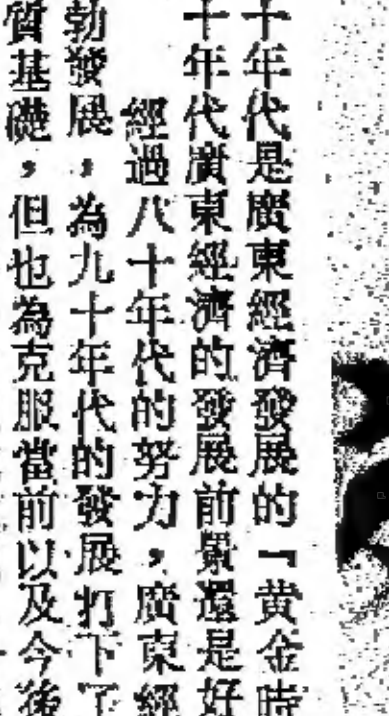 十年代是廣東經濟發展的「黄金時
十年代廣東經濟的發展前景還是好
經過八十年代的努力，廣東經
勃發展，為九十年代的發展打下了
質基礎，但也為克服當前以及今後